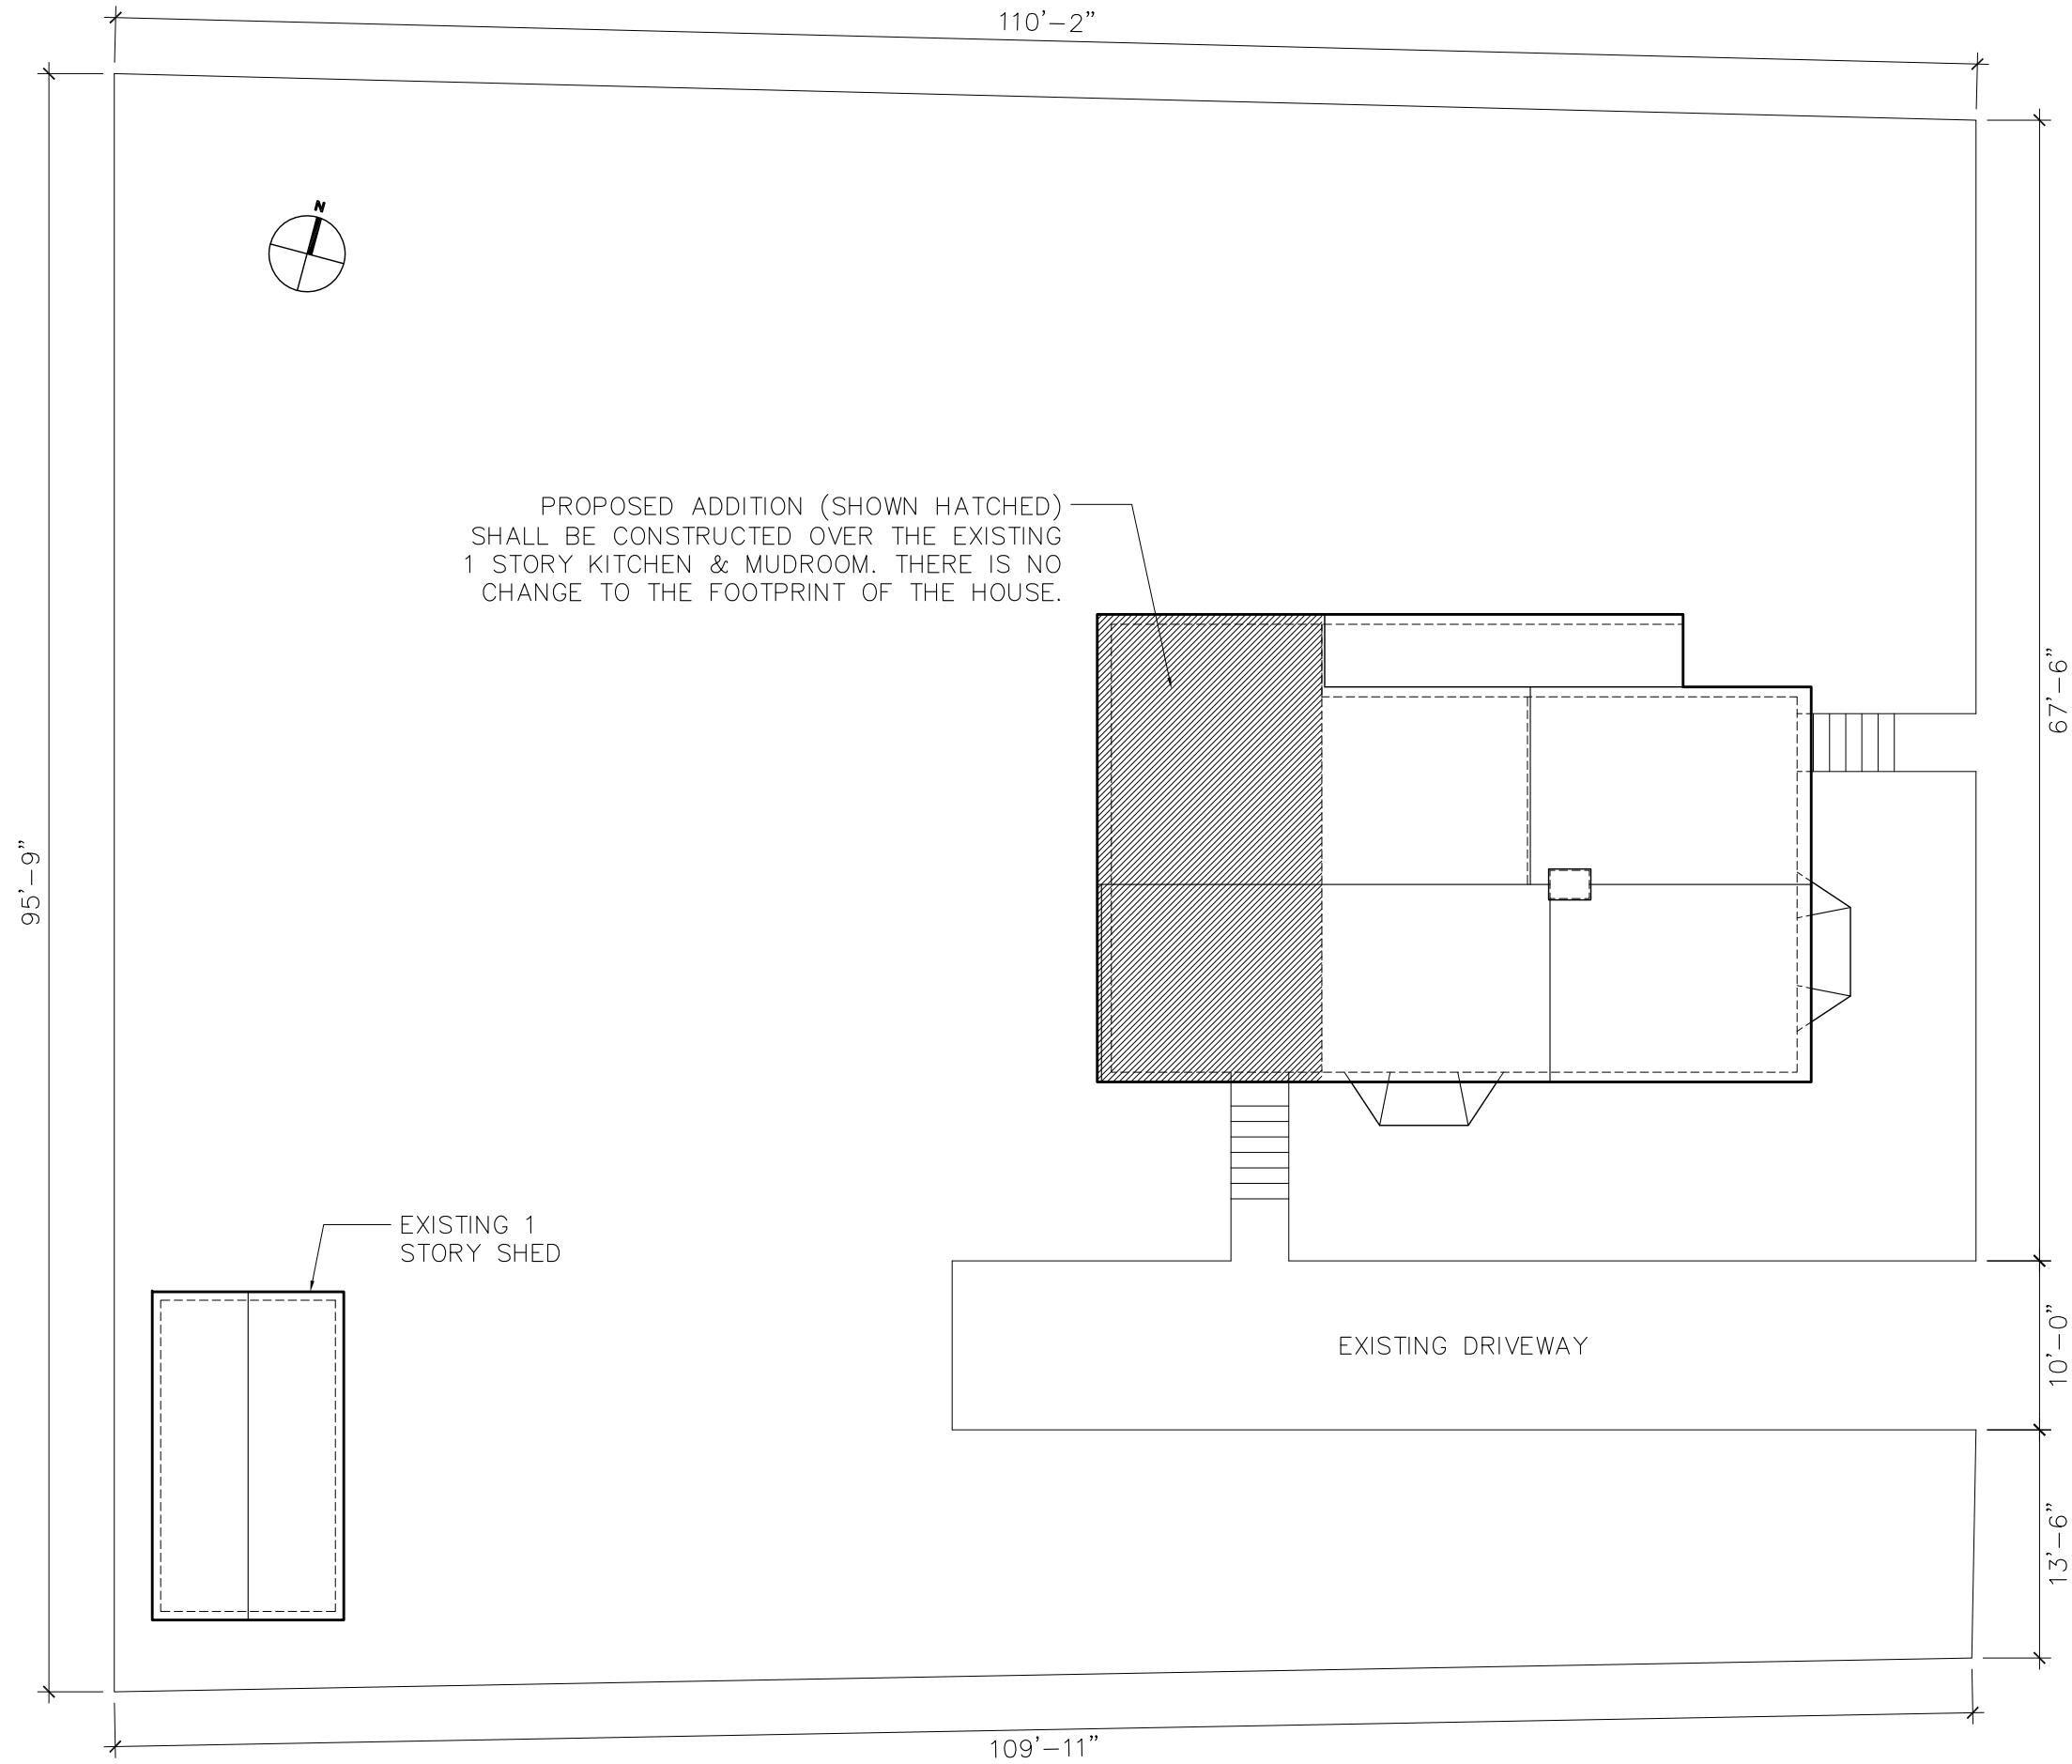 110’–2”
N
PROPOSED ADDITION (SHOWN HATCHED)
SHALL BE CONSTRUCTED OVER THE EXISTING
1 STORY KITCHEN & MUDROOM. THERE IS NO
CHANGE TO THE FOOTPRINT OF THE HOUSE.
67’–6”
95’–9”
EXISTING 1
STORY SHED
EXISTING DRIVEWAY
10’–0”
13’–6”
109’–11”